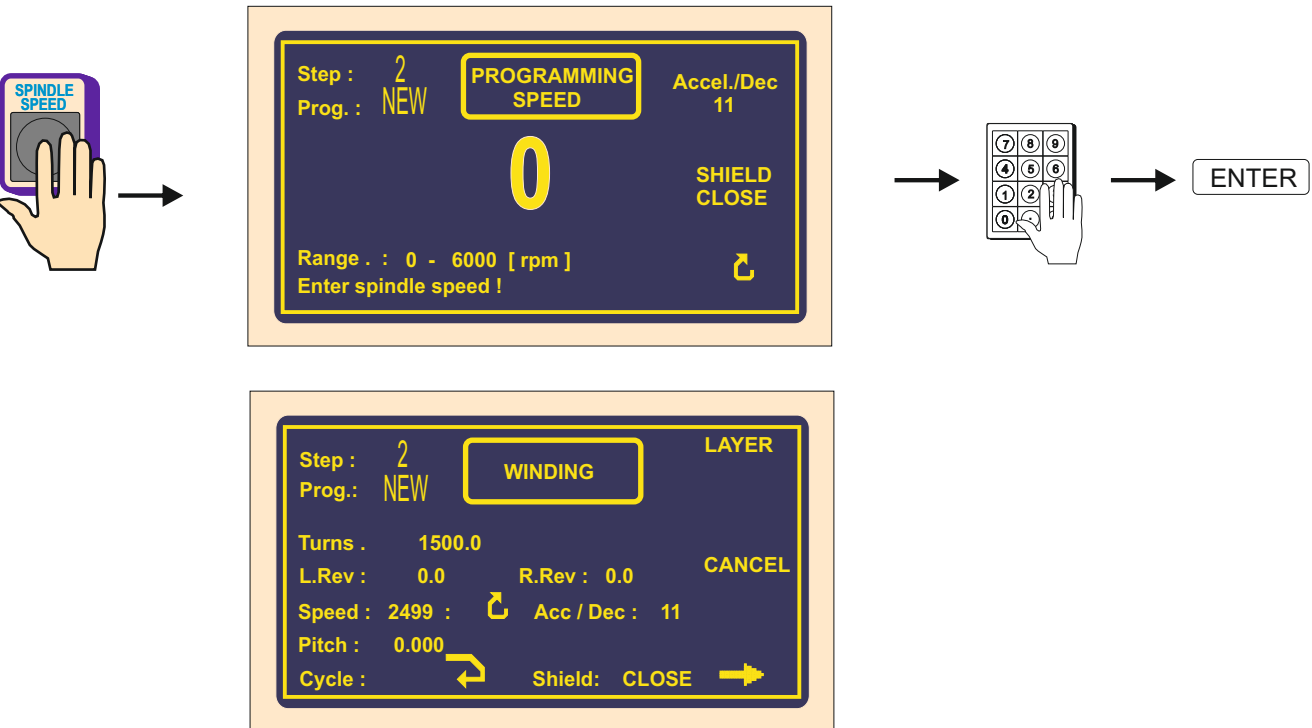 SPINDLE
SPEED
Step : 2
Prog. : NEW
PROGRAMMING
SPEED
Accel./Dec
11
0
SHIELD
CLOSE
Range . : 0 - 6000 [ rpm ]
Enter spindle speed !
7 8 9
4 5 6
1 2
0 .
ENTER
Step : 2
Prog.: NEW
WINDING
LAYER
Turns . 1500.0
L.Rev : 0.0 R.Rev : 0.0
CANCEL
Speed : 2499 : Acc / Dec : 11
Pitch : 0.000
Cycle : Shield: CLOSE